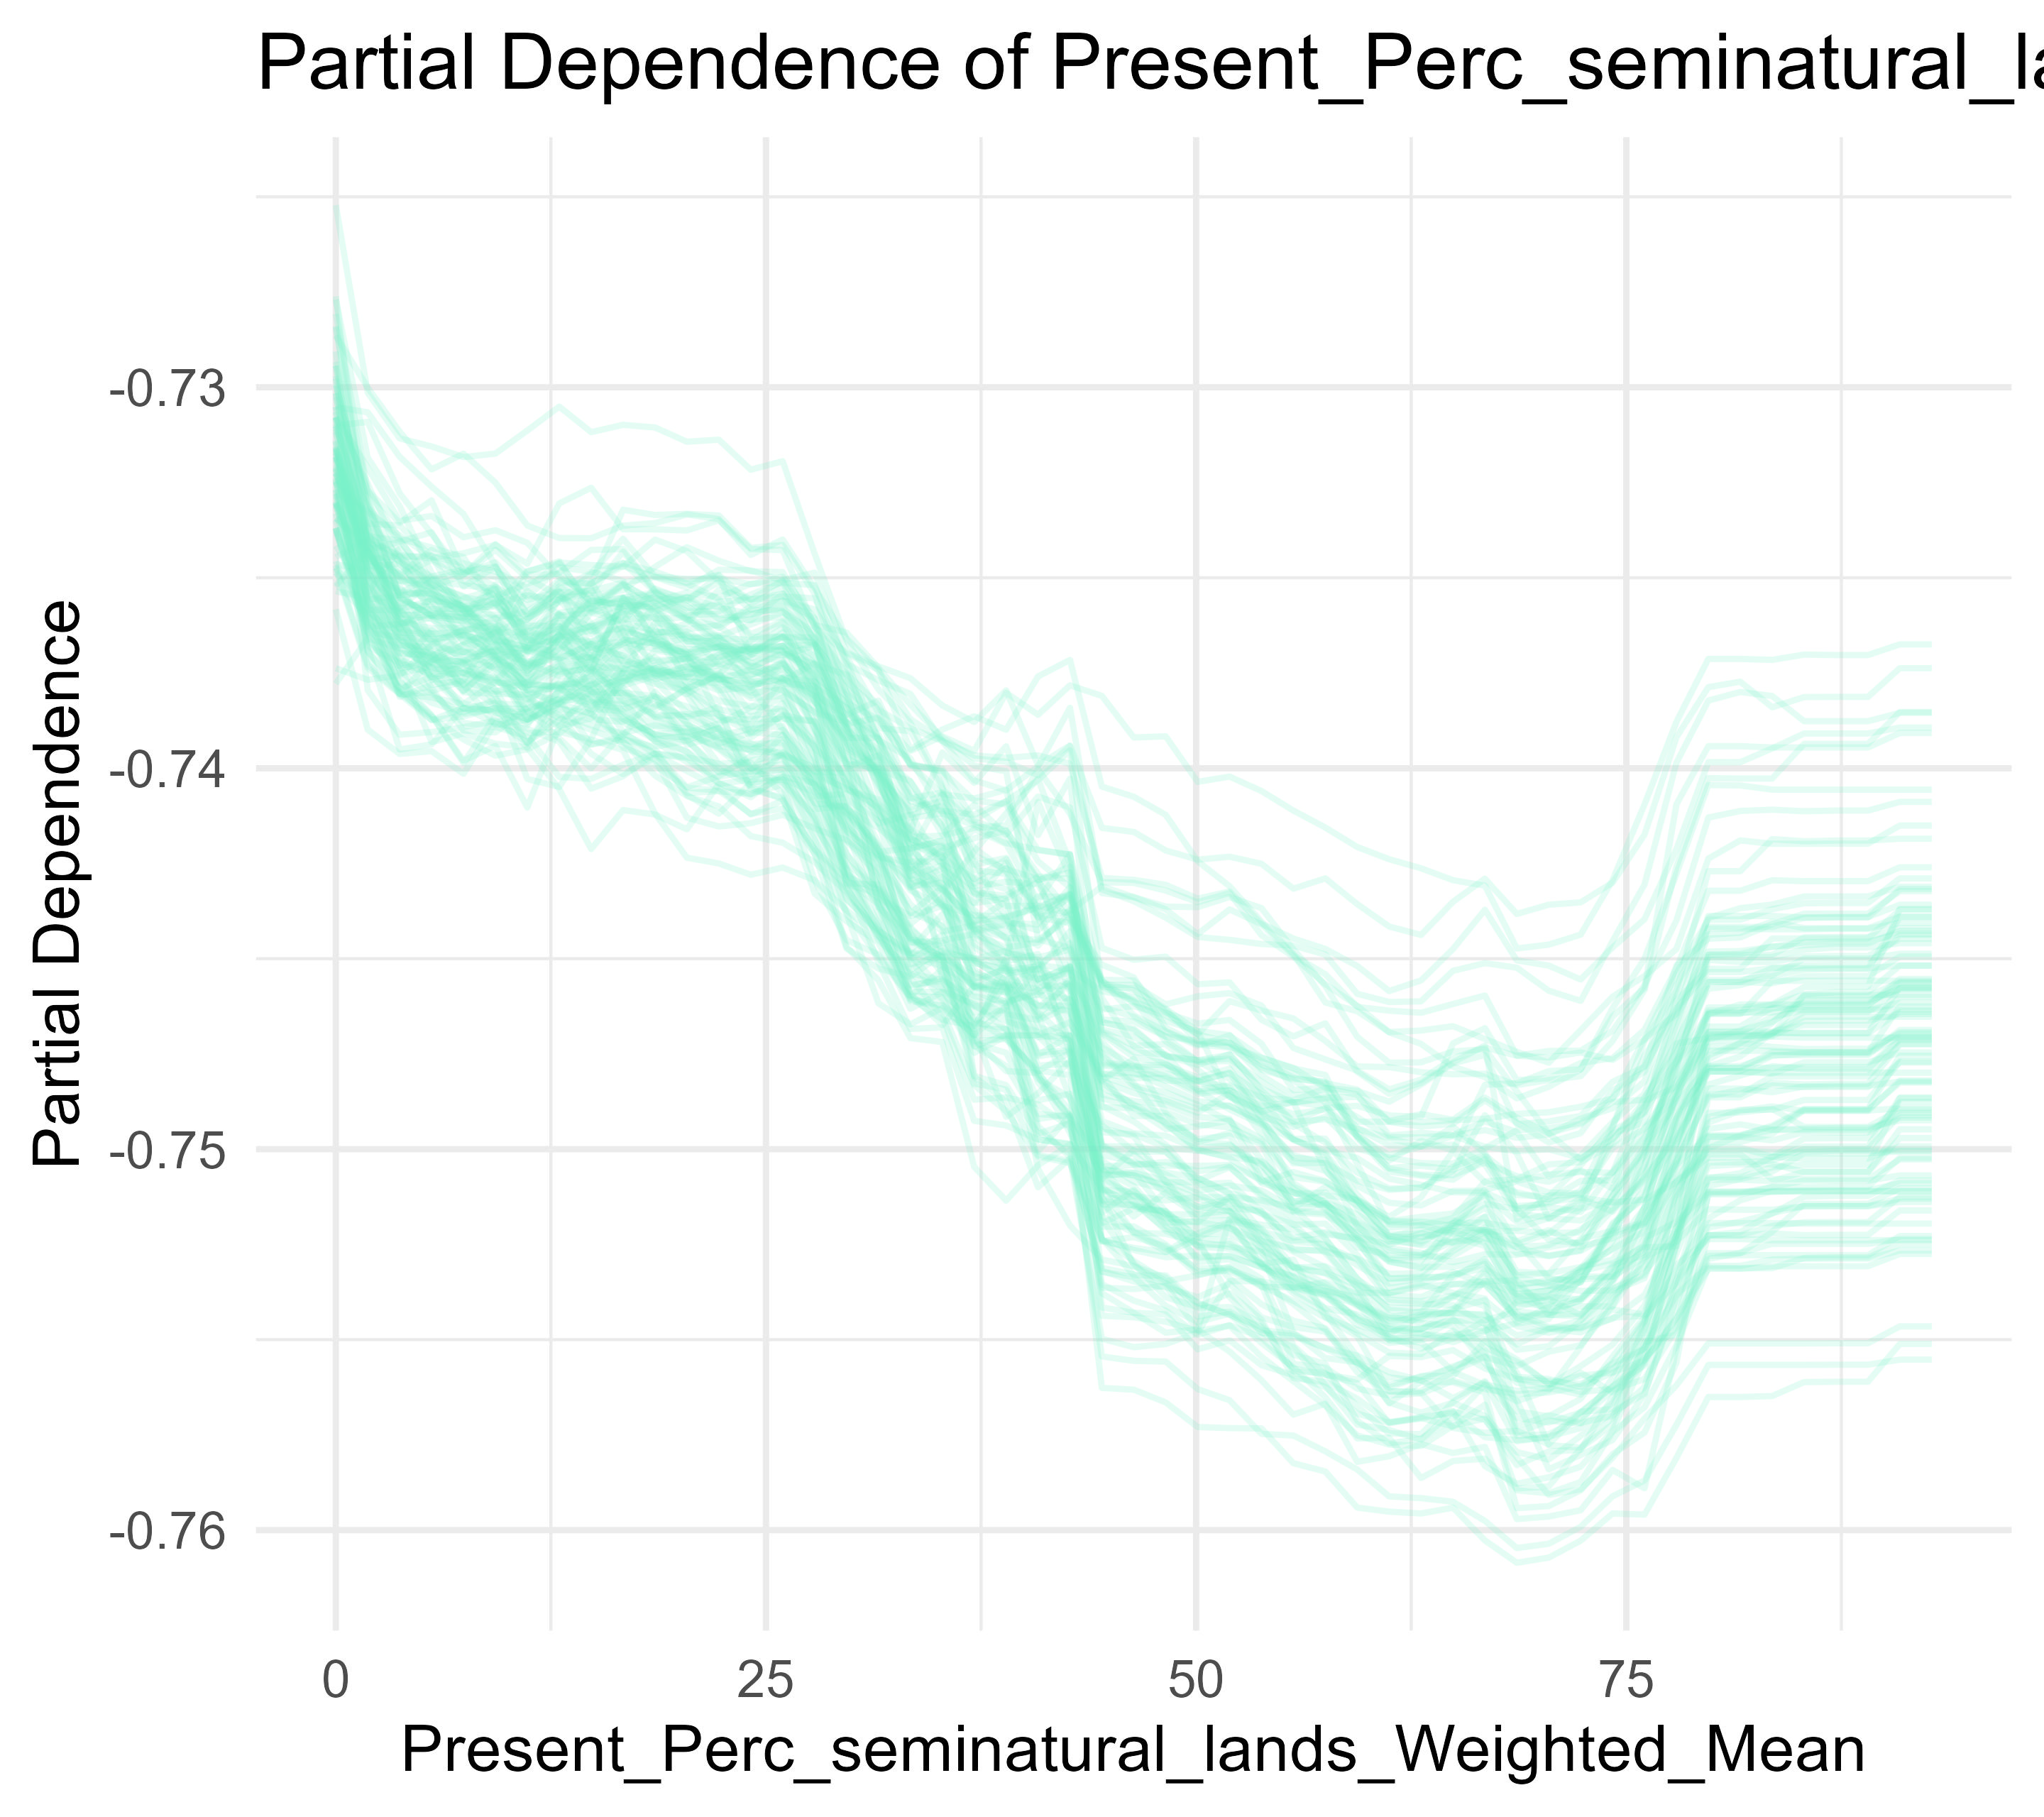 Partial Dependence of Present_Perc_seminatural_la
Partial Dependence
-0.73
-0.74
-0.75
-0.76
0 25 50 75
Present_Perc_seminatural_lands_Weighted_Mean